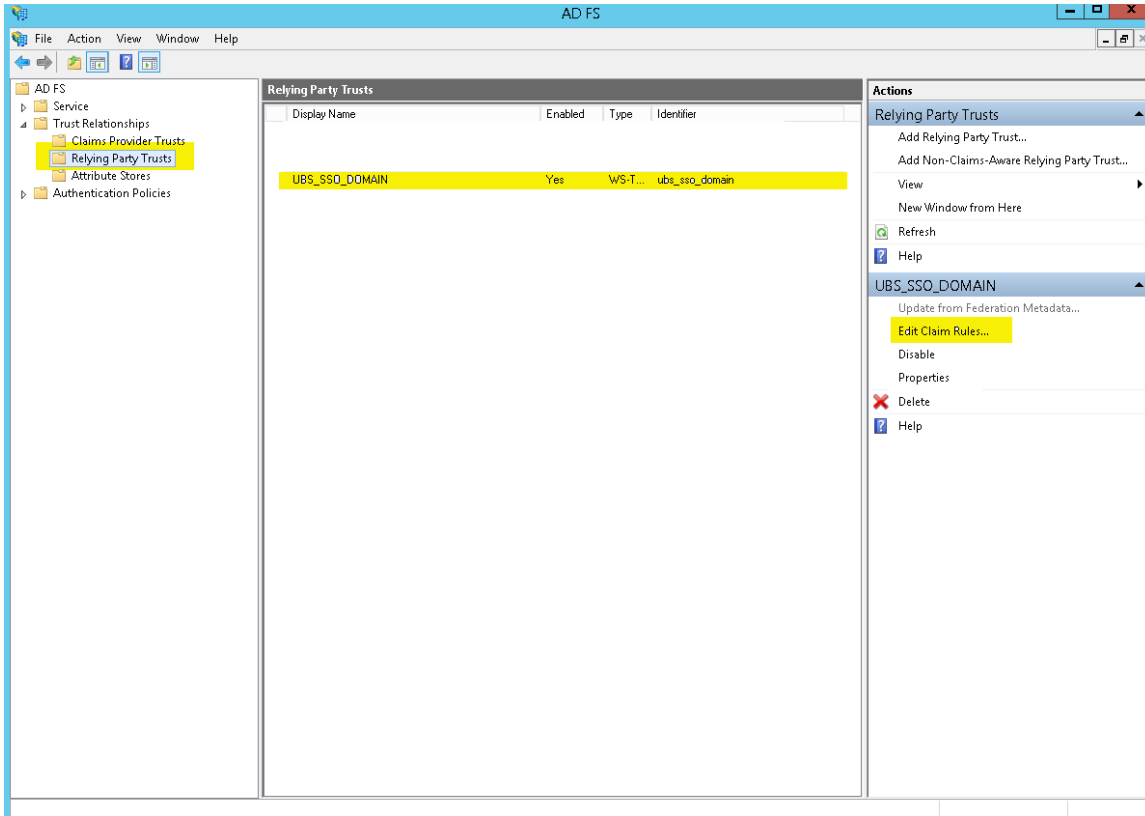 AD FS
File Action View Window Help
AD FS
Service
Trust Relationships
Claims Provider Trusts
Relying Party Trusts
Attribute Stores
Authentication Policies
Relying Party Trusts
Display Name Enabled Type Identifier
UBS_SSO_DOMAIN Yes WS-T... ubs_sso_domain
Actions
Relying Party Trusts
Add Relying Party Trust...
Add Non-Claims-Aware Relying Party Trust...
View
New Window from Here
Refresh
Help
UBS_SSO_DOMAIN
Update from Federation Metadata...
Edit Claim Rules...
Disable
Properties
Delete
Help